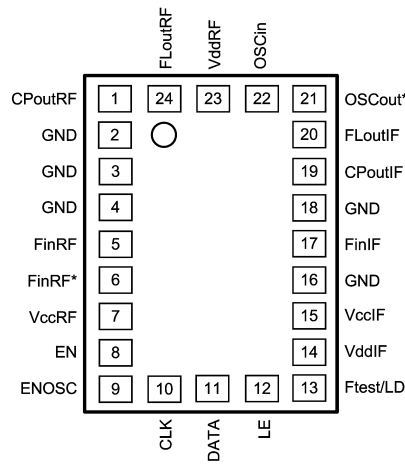 FLoutRF
VddRF
OSCin
CPoutRF 1 24 23 22 21 OSCout*
GND 2 20 FLoutIF
GND 3 19 CPoutIF
GND 4 18 GND
FinRF 5 17 FinIF
FinRF* 6 16 GND
VccRF 7 15 VccIF
EN 8 14 VddIF
ENOSC 9 10 11 12 13 Ftest/LD
CLK
DATA
LE